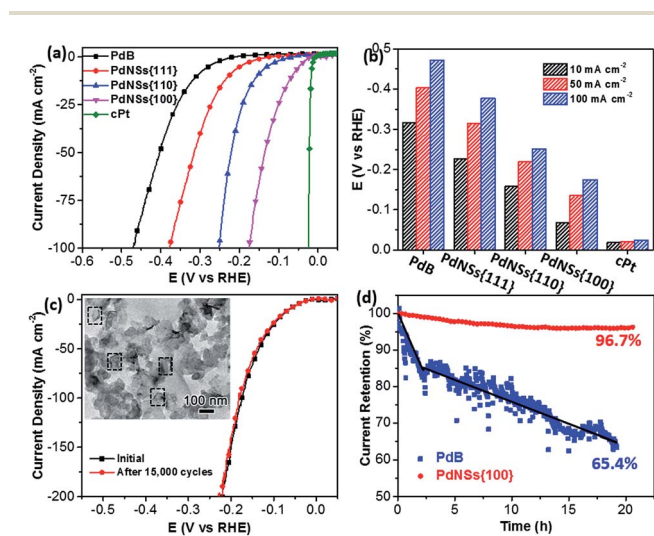 (a)
PdB
PdNSs{111}
PdNSs{110}
PdNSs{100}
cPt
0
-25
-50
-75
-100
Current Density (mA cm⁻²)
-0.6 -0.5 -0.4 -0.3 -0.2 -0.1 0.0
E (V vs RHE)
(b)
10 mA cm⁻²
50 mA cm⁻²
100 mA cm⁻²
-0.5
-0.4
-0.3
-0.2
-0.1
0.0
E (V vs RHE)
PdB PdNSs{111} PdNSs{110} PdNSs{100} cPt
(c)
100 nm
Initial
After 15,000 cycles
0
-50
-100
-150
-200
Current Density (mA cm⁻²)
-0.5 -0.4 -0.3 -0.2 -0.1 0.0
E (V vs RHE)
(d)
96.7%
65.4%
PdB
PdNSs{100}
100
90
80
70
60
50
Current Retention (%)
0 5 10 15 20
Time (h)